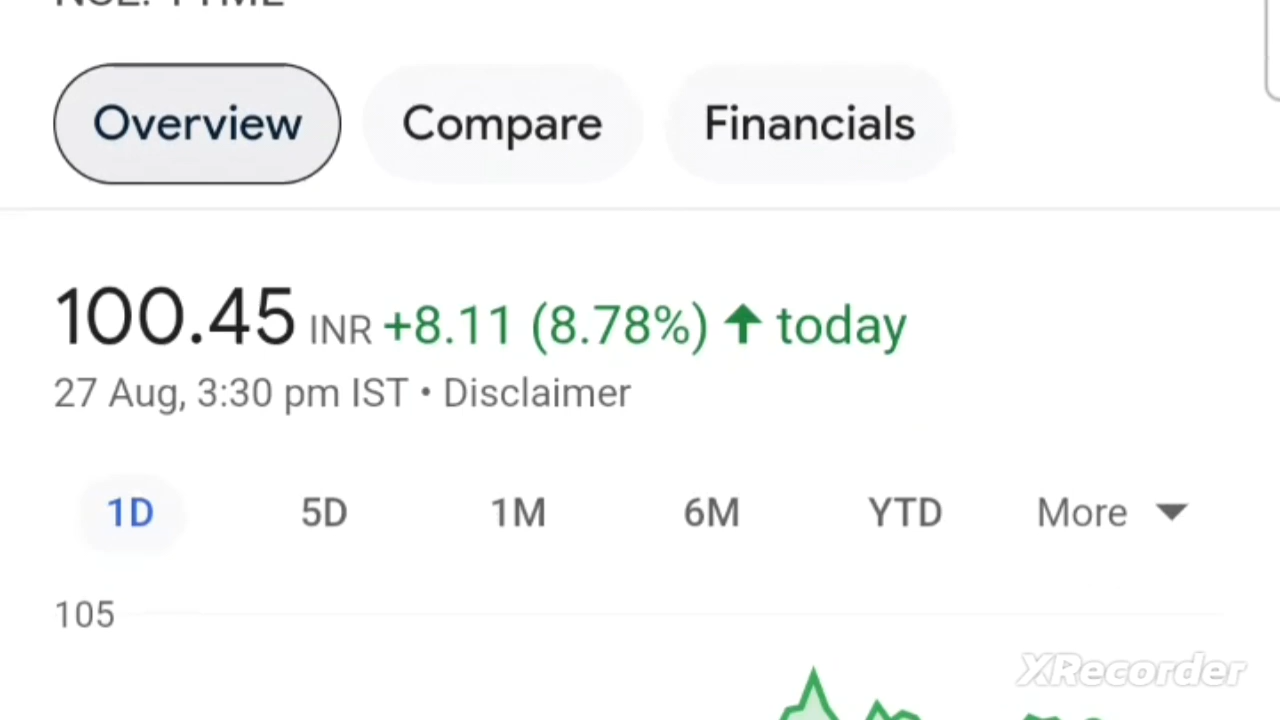 Overview Compare Financials
100.45 INR +8.11 (8.78%) ↑ today
27 Aug, 3:30 pm IST • Disclaimer
1D 5D 1M 6M YTD More
105
XRecorder